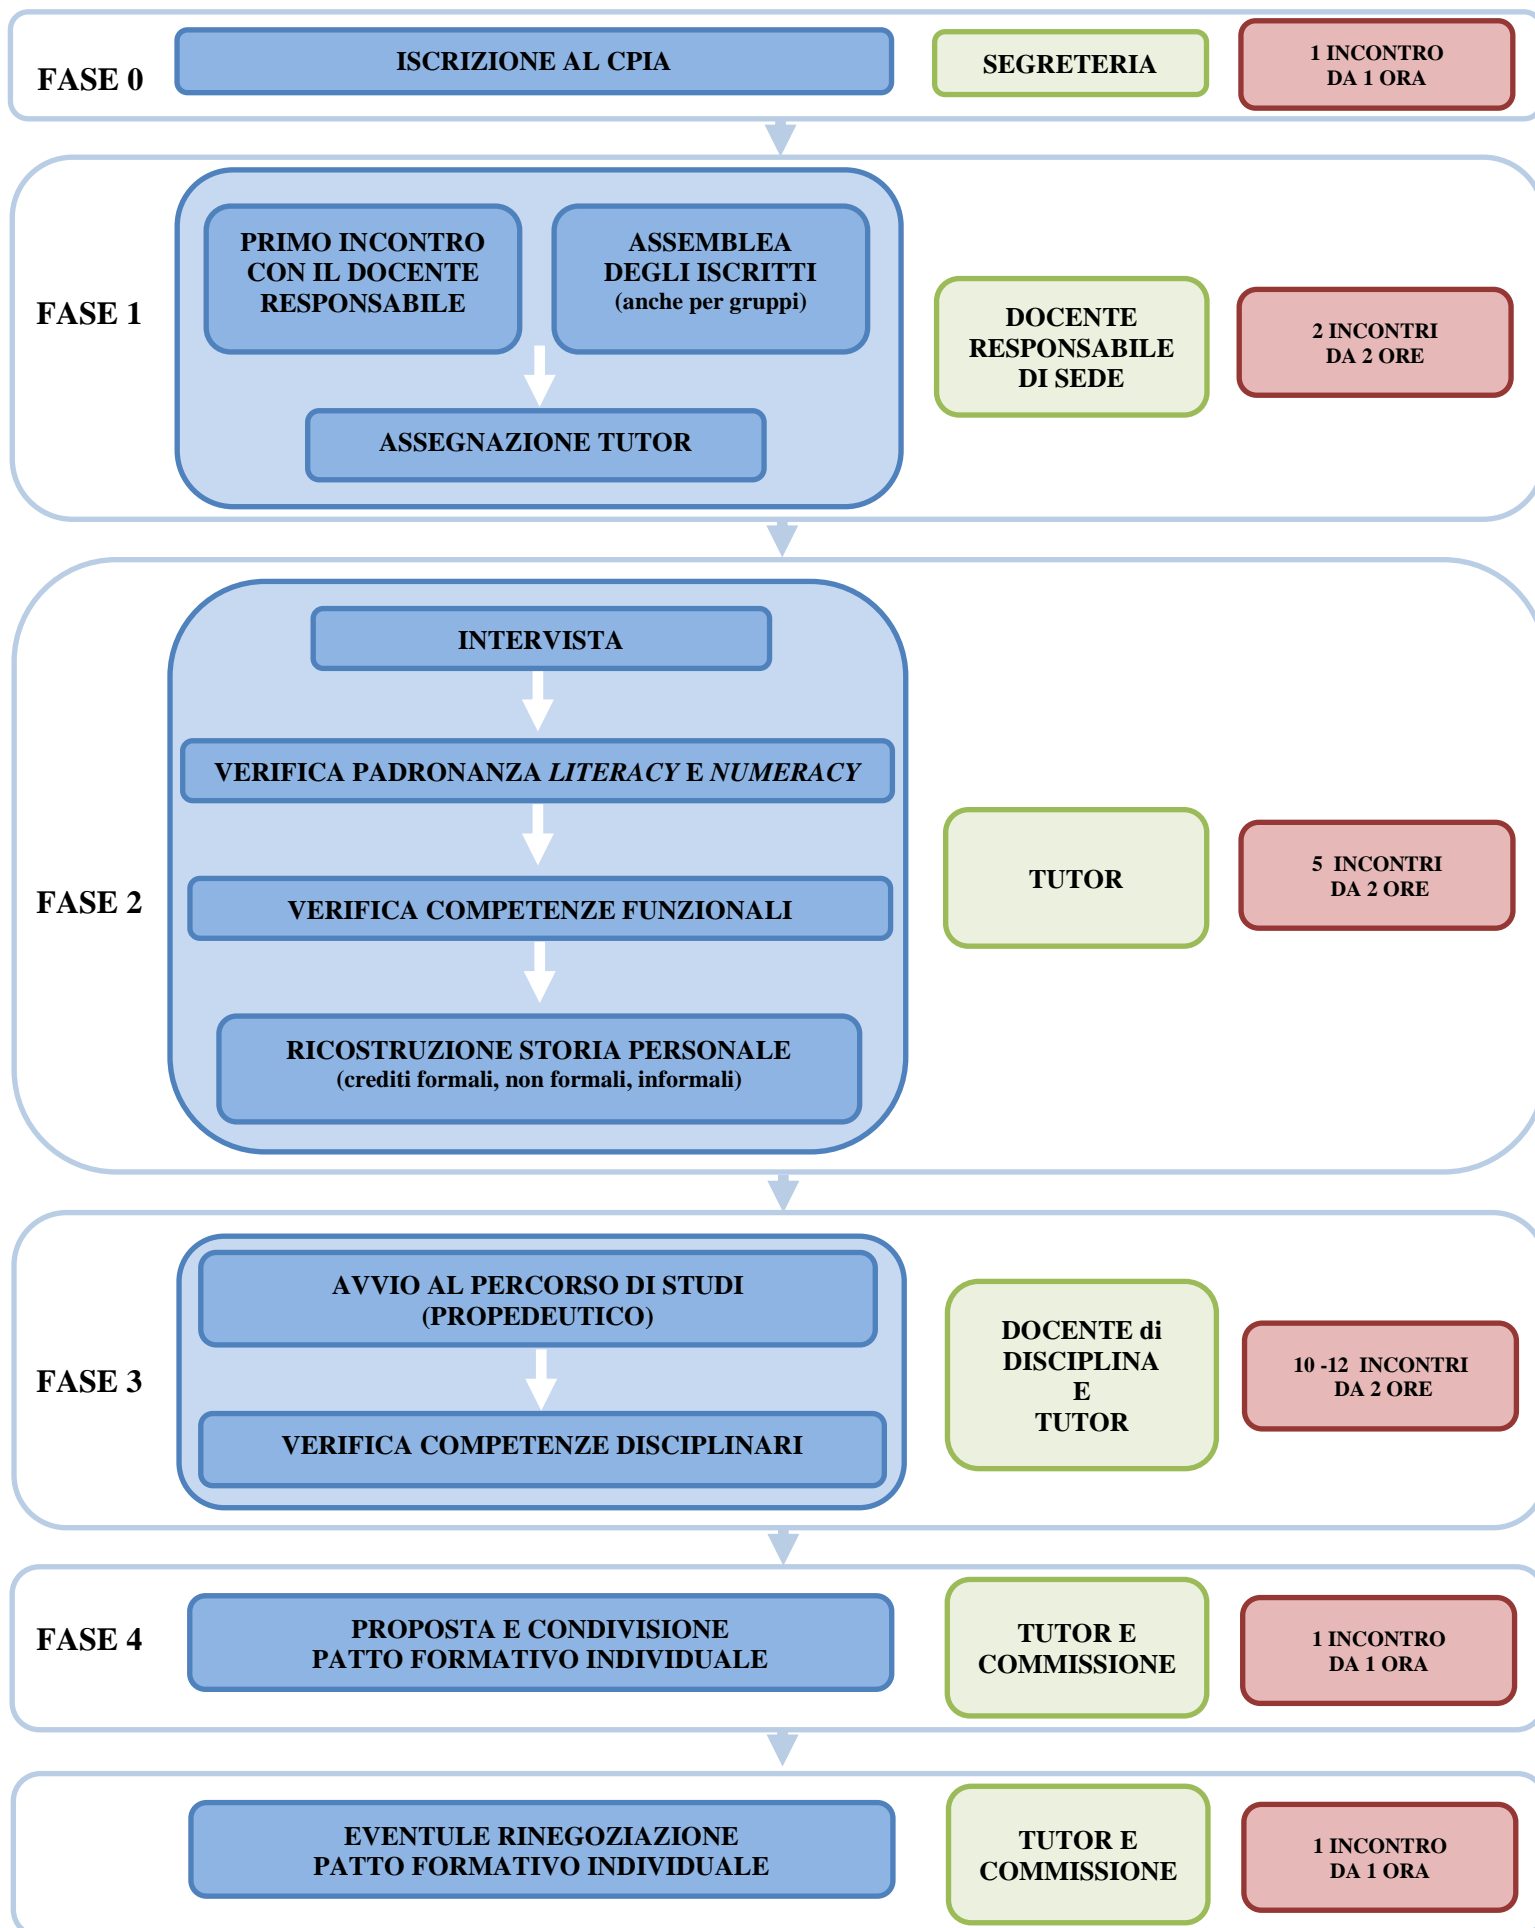 FASE 0
ISCRIZIONE AL CPIA
SEGRETERIA
1 INCONTRO
DA 1 ORA
FASE 1
PRIMO INCONTRO
CON IL DOCENTE
RESPONSABILE
ASSEMBLEA
DEGLI ISCRITTI
(anche per gruppi)
ASSEGNAZIONE TUTOR
DOCENTE
RESPONSABILE
DI SEDE
2 INCONTRI
DA 2 ORE
FASE 2
INTERVISTA
VERIFICA PADRONANZA LITERACY E NUMERACY
VERIFICA COMPETENZE FUNZIONALI
RICOSTRUZIONE STORIA PERSONALE
(crediti formali, non formali, informali)
TUTOR
5 INCONTRI
DA 2 ORE
FASE 3
AVVIO AL PERCORSO DI STUDI
(PROPEDEUTICO)
VERIFICA COMPETENZE DISCIPLINARI
DOCENTE di
DISCIPLINA
E
TUTOR
10 -12 INCONTRI
DA 2 ORE
FASE 4
PROPOSTA E CONDIVISIONE
PATTO FORMATIVO INDIVIDUALE
TUTOR E
COMMISSIONE
1 INCONTRO
DA 1 ORA
EVENTULE RINEGOZIAZIONE
PATTO FORMATIVO INDIVIDUALE
TUTOR E
COMMISSIONE
1 INCONTRO
DA 1 ORA